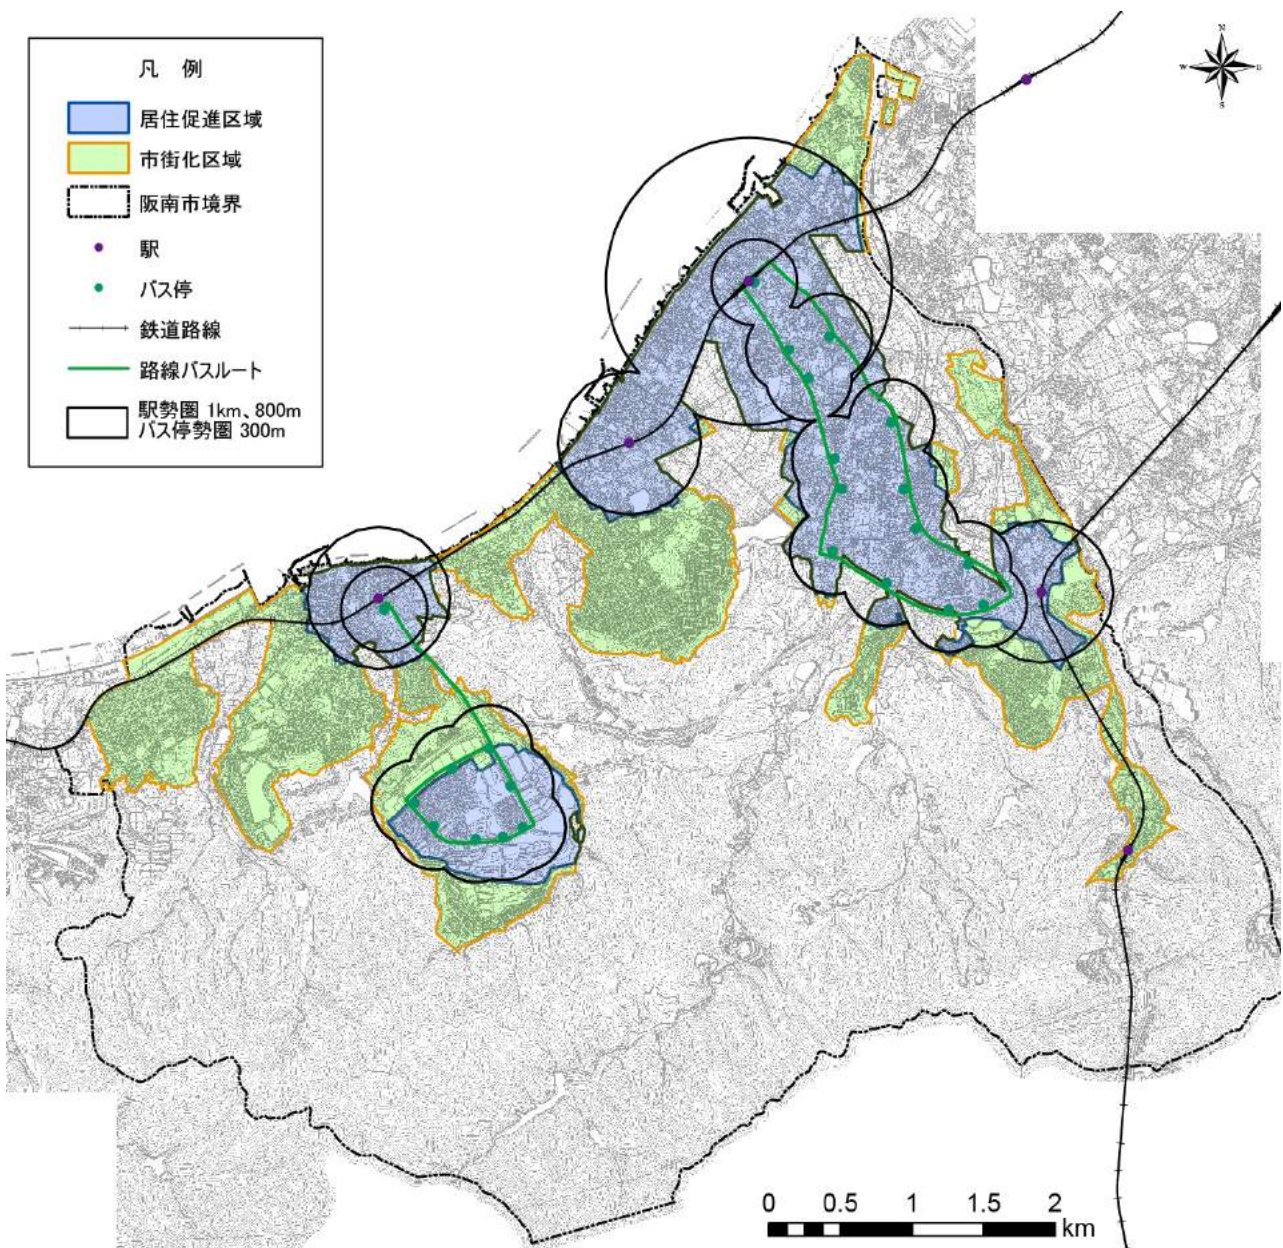 凡 例
居住促進区域
市街化区域
阪南市境界
駅
バス停
鉄道路線
路線バスルート
駅勢圏 1km、800m
バス停勢圏 300m
N
W E
S
0 0.5 1 1.5 2
km